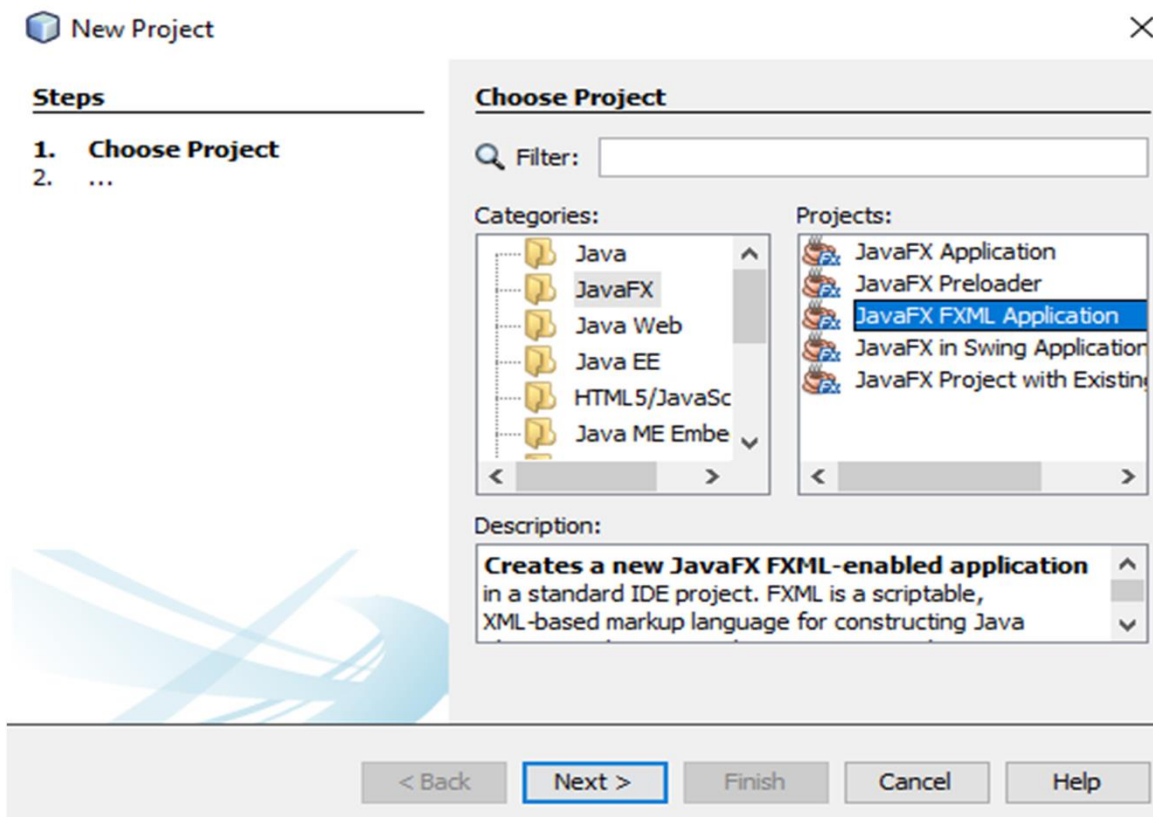 New Project
Steps
1. Choose Project
2. ...
Choose Project
Filter:
Categories:
Java
JavaFX
Java Web
Java EE
HTML5/JavaSc
Java ME Embe
Projects:
JavaFX Application
JavaFX Preloader
JavaFX FXML Application
JavaFX in Swing Application
JavaFX Project with Existin
Description:
Creates a new JavaFX FXML-enabled application
in a standard IDE project. FXML is a scriptable,
XML-based markup language for constructing Java
< Back
Next >
Finish
Cancel
Help